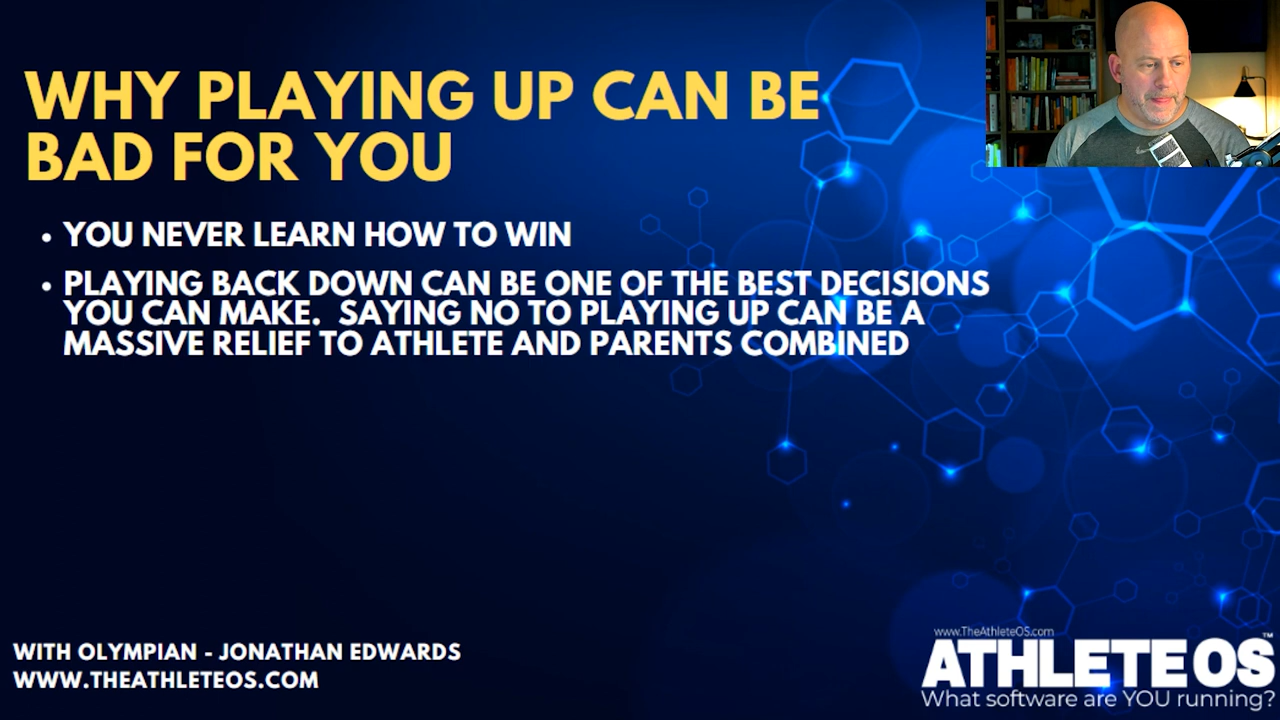 WHY PLAYING UP CAN BE
BAD FOR YOU
• YOU NEVER LEARN HOW TO WIN
• PLAYING BACK DOWN CAN BE ONE OF THE BEST DECISIONS
YOU CAN MAKE. SAYING NO TO PLAYING UP CAN BE A
MASSIVE RELIEF TO ATHLETE AND PARENTS COMBINED
WITH OLYMPIAN - JONATHAN EDWARDS
WWW.THEATHLETEOS.COM
www.TheAthleteOS.com
ATHLETE OS™
What software are YOU running?